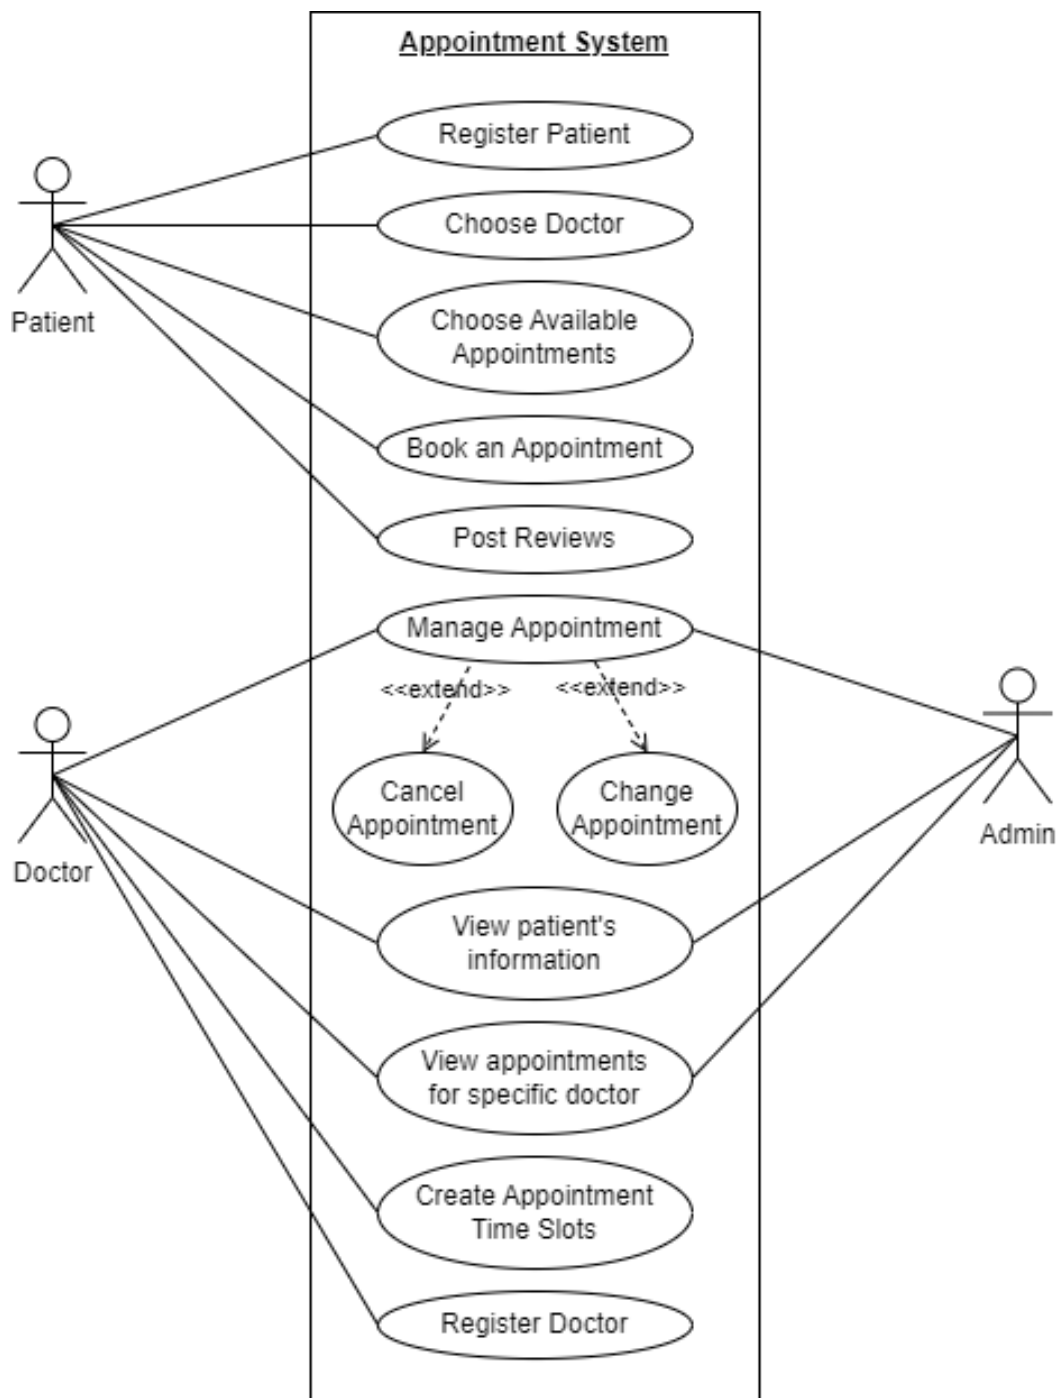 Appointment System
Register Patient
Choose Doctor
Patient
Choose Available
Appointments
Book an Appointment
Post Reviews
Manage Appointment
<<extend>>
<<extend>>
Cancel
Appointment
Change
Appointment
Doctor
Admin
View patient's
information
View appointments
for specific doctor
Create Appointment
Time Slots
Register Doctor